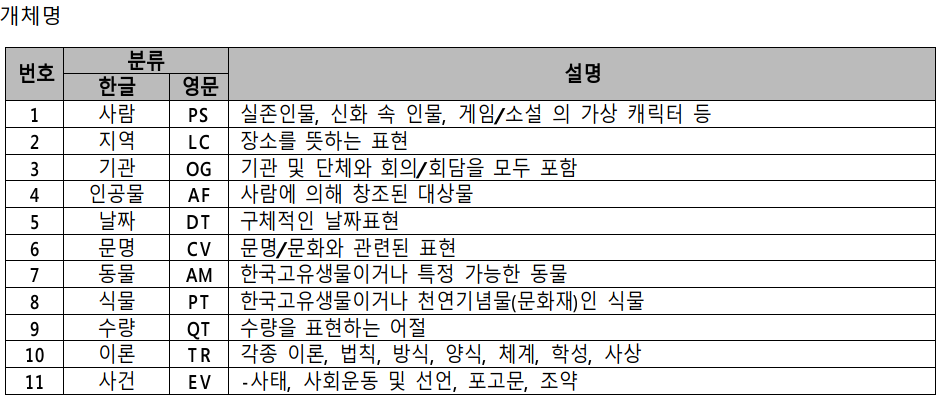 개체명
번호 분류 설명
한글 영문
1 사람 PS 실존인물, 신화 속 인물, 게임/소설 의 가상 캐릭터 등
2 지역 LC 장소를 뜻하는 표현
3 기관 OG 기관 및 단체와 회의/회담을 모두 포함
4 인공물 AF 사람에 의해 창조된 대상물
5 날짜 DT 구체적인 날짜표현
6 문명 CV 문명/문화와 관련된 표현
7 동물 AM 한국고유생물이거나 특정 가능한 동물
8 식물 PT 한국고유생물이거나 천연기념물(문화재)인 식물
9 수량 QT 수량을 표현하는 어절
10 이론 TR 각종 이론, 법칙, 방식, 양식, 체계, 학성, 사상
11 사건 EV -사태, 사회운동 및 선언, 포고문, 조약